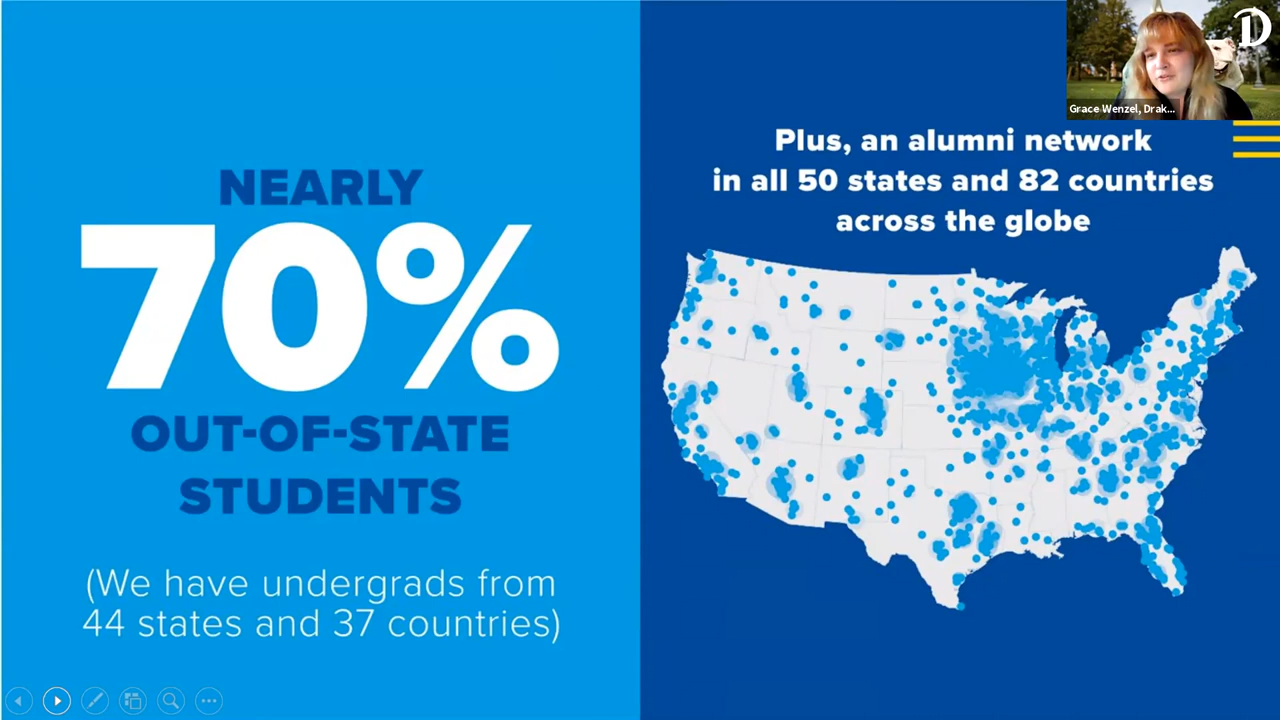 NEARLY
70%
OUT-OF-STATE
STUDENTS
(We have undergrads from
44 states and 37 countries)
Plus, an alumni network
in all 50 states and 82 countries
across the globe
D
Grace Wenzel, Drak...